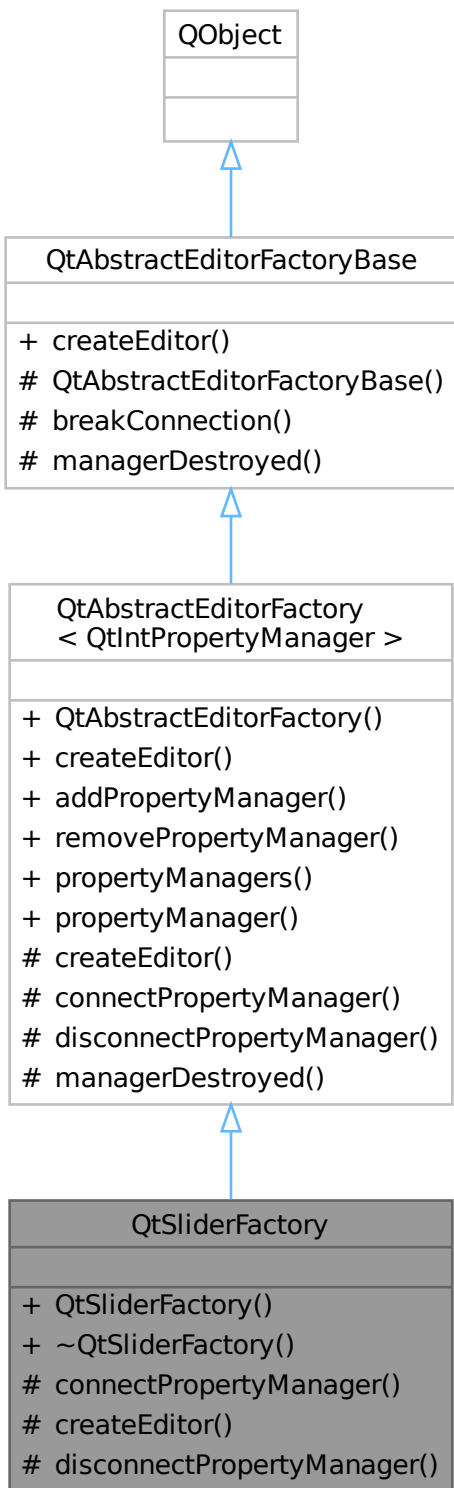 QObject
QtAbstractEditorFactoryBase
+ createEditor()
# QtAbstractEditorFactoryBase()
# breakConnection()
# managerDestroyed()
QtAbstractEditorFactory
< QtIntPropertyManager >
+ QtAbstractEditorFactory()
+ createEditor()
+ addPropertyManager()
+ removePropertyManager()
+ propertyManagers()
+ propertyManager()
# createEditor()
# connectPropertyManager()
# disconnectPropertyManager()
# managerDestroyed()
QtSliderFactory
+ QtSliderFactory()
+ ~QtSliderFactory()
# connectPropertyManager()
# createEditor()
# disconnectPropertyManager()